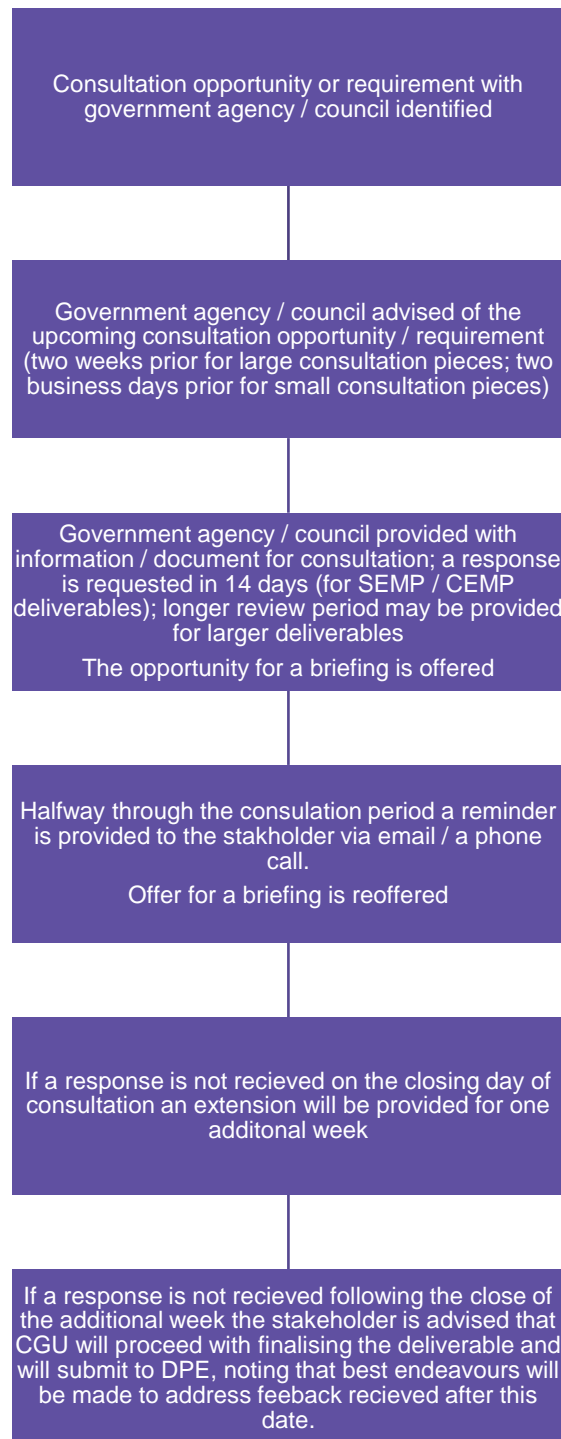 Consultation opportunity or requirement with
government agency / council identified
Government agency / council advised of the
upcoming consultation opportunity / requirement
(two weeks prior for large consultation pieces; two
business days prior for small consultation pieces)
Government agency / council provided with
information / document for consultation; a response
is requested in 14 days (for SEMP / CEMP
deliverables); longer review period may be provided
for larger deliverables
The opportunity for a briefing is offered
Halfway through the consulation period a reminder
is provided to the stakholder via email / a phone
call.
Offer for a briefing is reoffered
If a response is not recieved on the closing day of
consultation an extension will be provided for one
additonal week
If a response is not recieved following the close of
the additional week the stakeholder is advised that
CGU will proceed with finalising the deliverable and
will submit to DPE, noting that best endeavours will
be made to address feeback recieved after this
date.